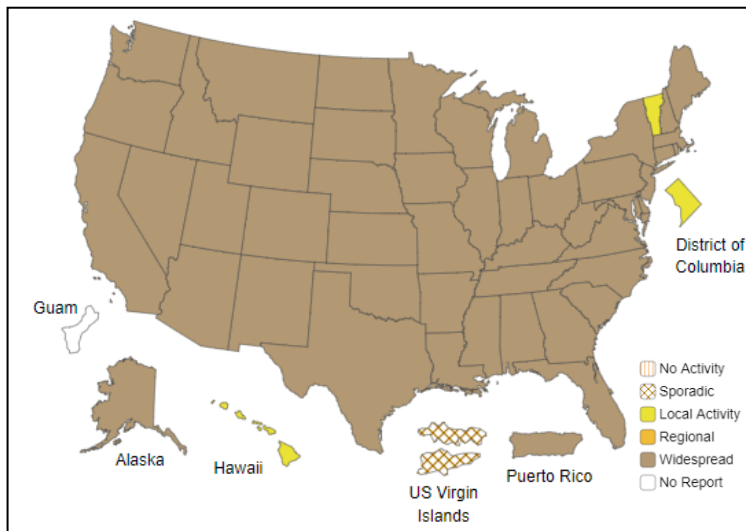 District of
Columbia
Guam
Alaska
Hawaii
US Virgin
Islands
Puerto Rico
No Activity
Sporadic
Local Activity
Regional
Widespread
No Report